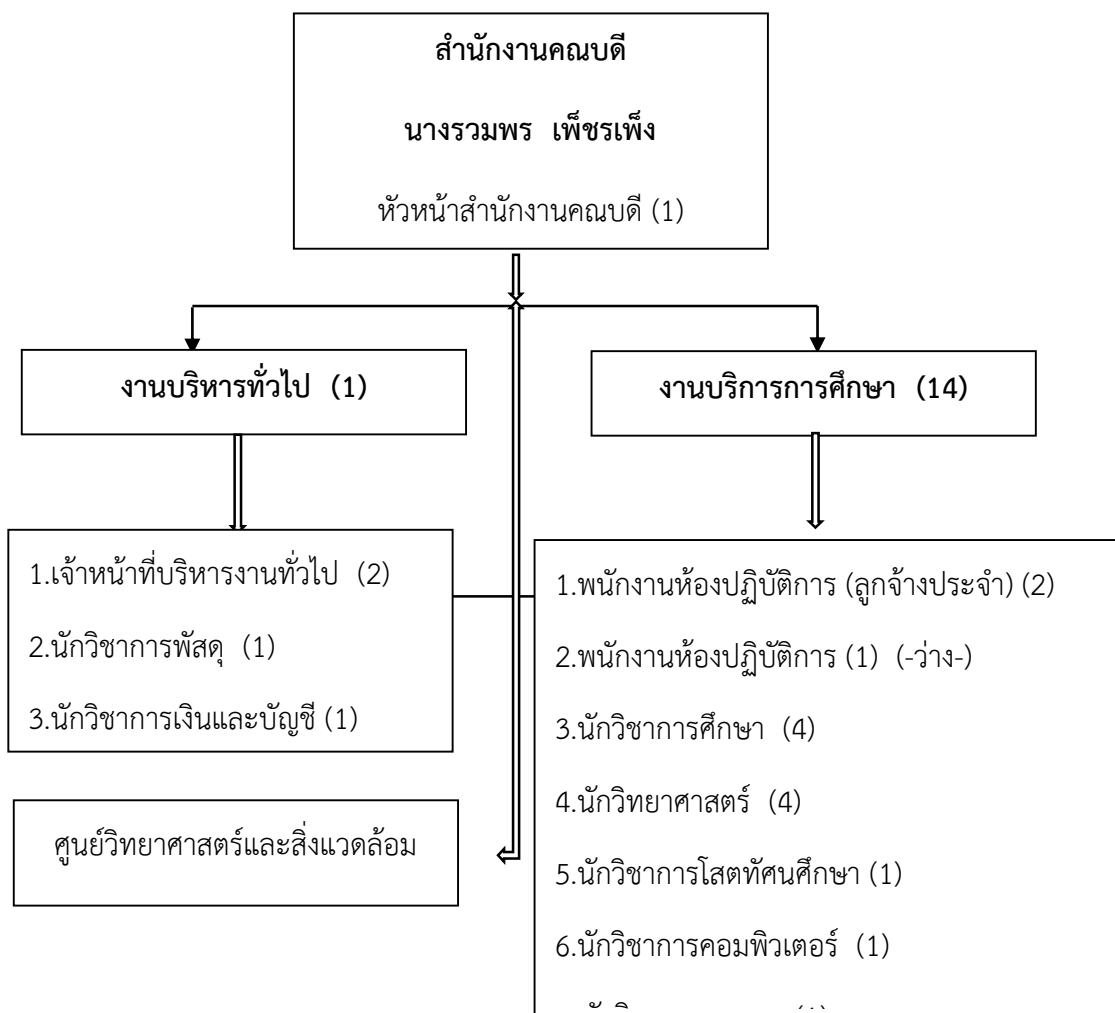 สำนักงานคณบดี
นางรวมพร เพ็ชรเพ็ง
หัวหน้าสำนักงานคณบดี (1)
งานบริหารทั่วไป (1)
งานบริการการศึกษา (14)
1.เจ้าหน้าที่บริหารงานทั่วไป (2)
2.นักวิชาการพัสดุ (1)
3.นักวิชาการเงินและบัญชี (1)
ศูนย์วิทยาศาสตร์และสิ่งแวดล้อม
1.พนักงานห้องปฏิบัติการ (ลูกจ้างประจำ) (2)
2.พนักงานห้องปฏิบัติการ (1) (-ว่าง-)
3.นักวิชาการศึกษา (4)
4.นักวิทยาศาสตร์ (4)
5.นักวิชาการโสตทัศนศึกษา (1)
6.นักวิชาการคอมพิวเตอร์ (1)